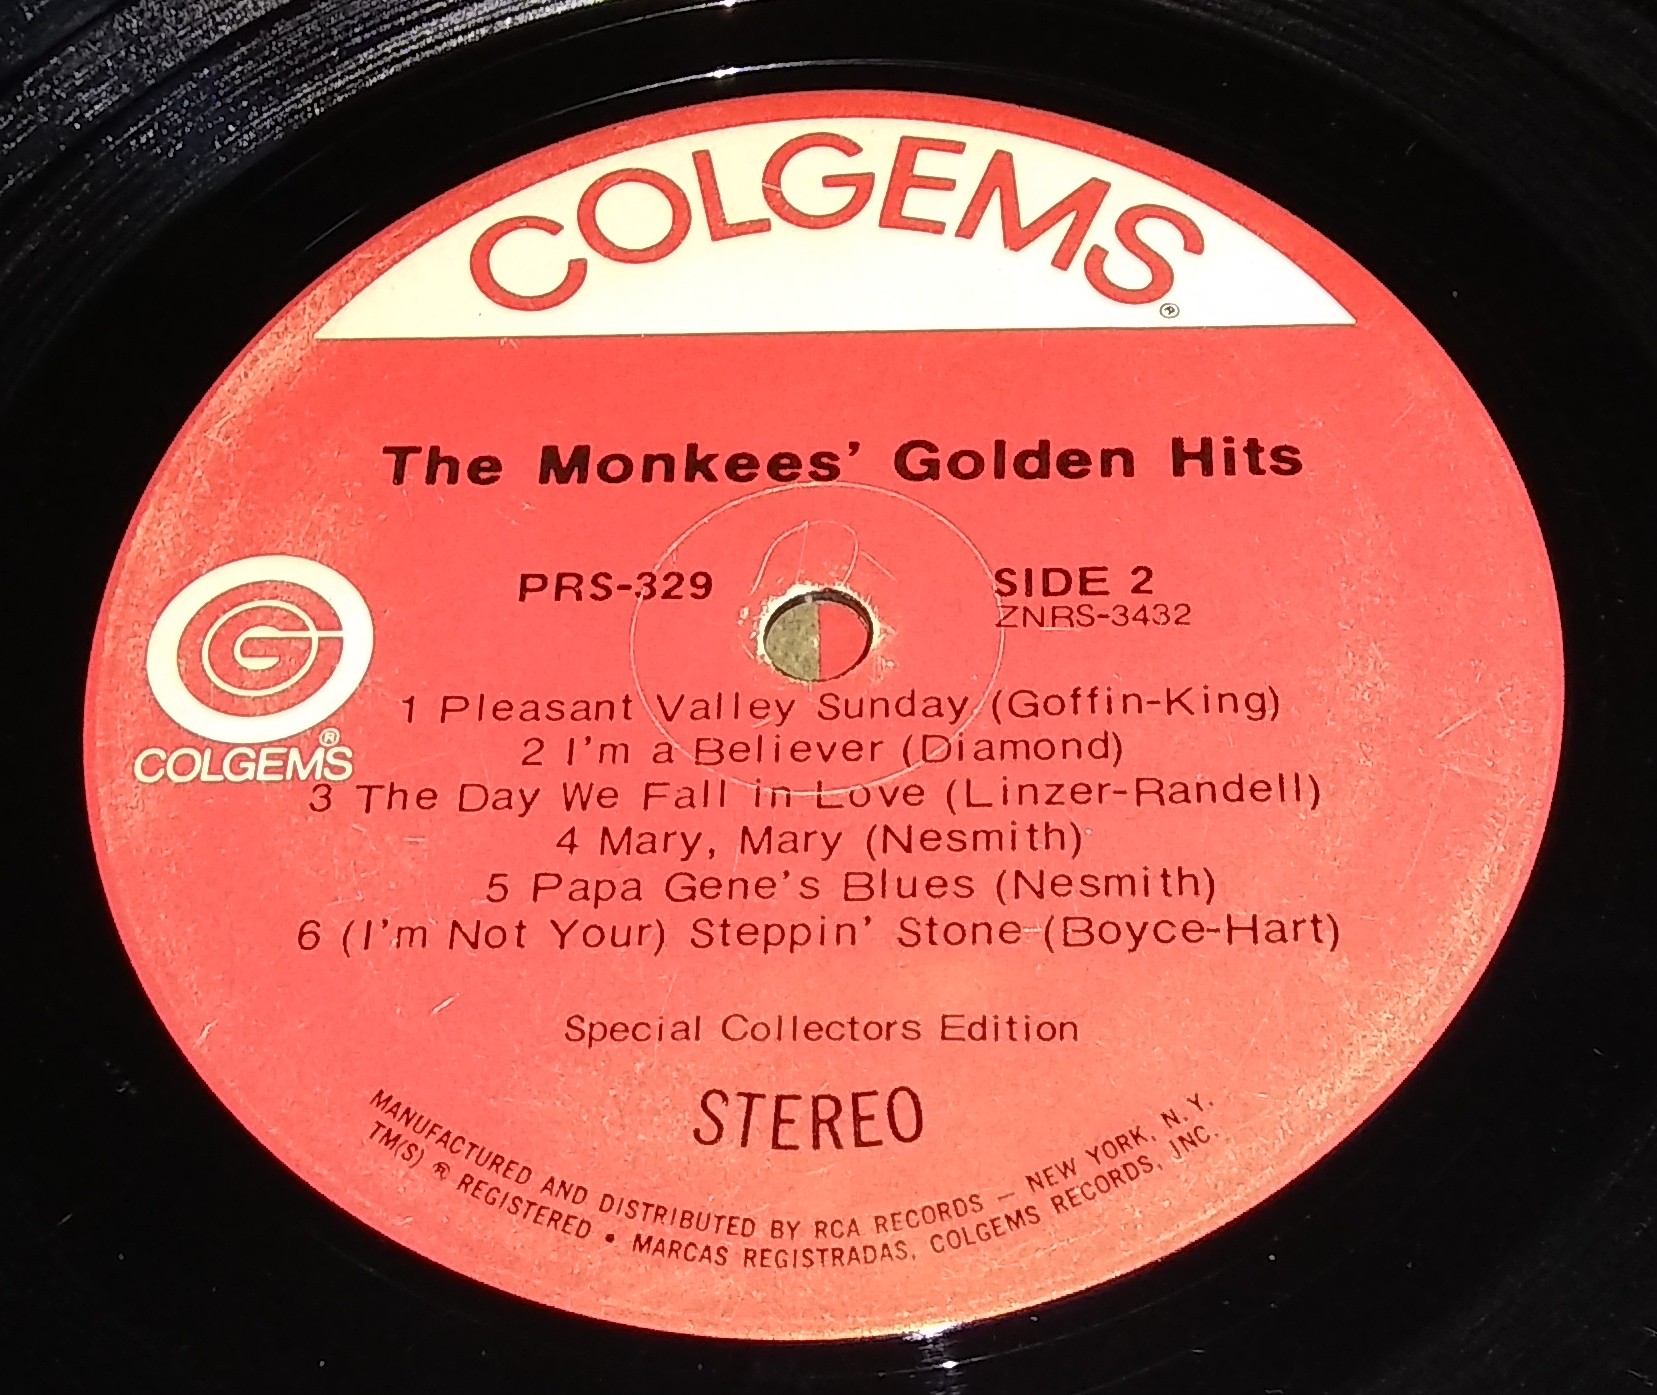 COLGEMS
®
The Monkees' Golden Hits
PRS-329
SIDE 2
ZNRS-3432
®
COLGEMS
1 Pleasant Valley Sunday (Goffin-King)
2 I'm a Believer (Diamond)
3 The Day We Fall in Love (Linzer-Randell)
4 Mary, Mary (Nesmith)
5 Papa Gene's Blues (Nesmith)
6 (I'm Not Your) Steppin' Stone (Boyce-Hart)
Special Collectors Edition
STEREO
MANUFACTURED AND DISTRIBUTED BY RCA RECORDS — NEW YORK, N.Y.
TM(S) ® REGISTERED • MARCAS REGISTRADAS, COLGEMS RECORDS, INC.